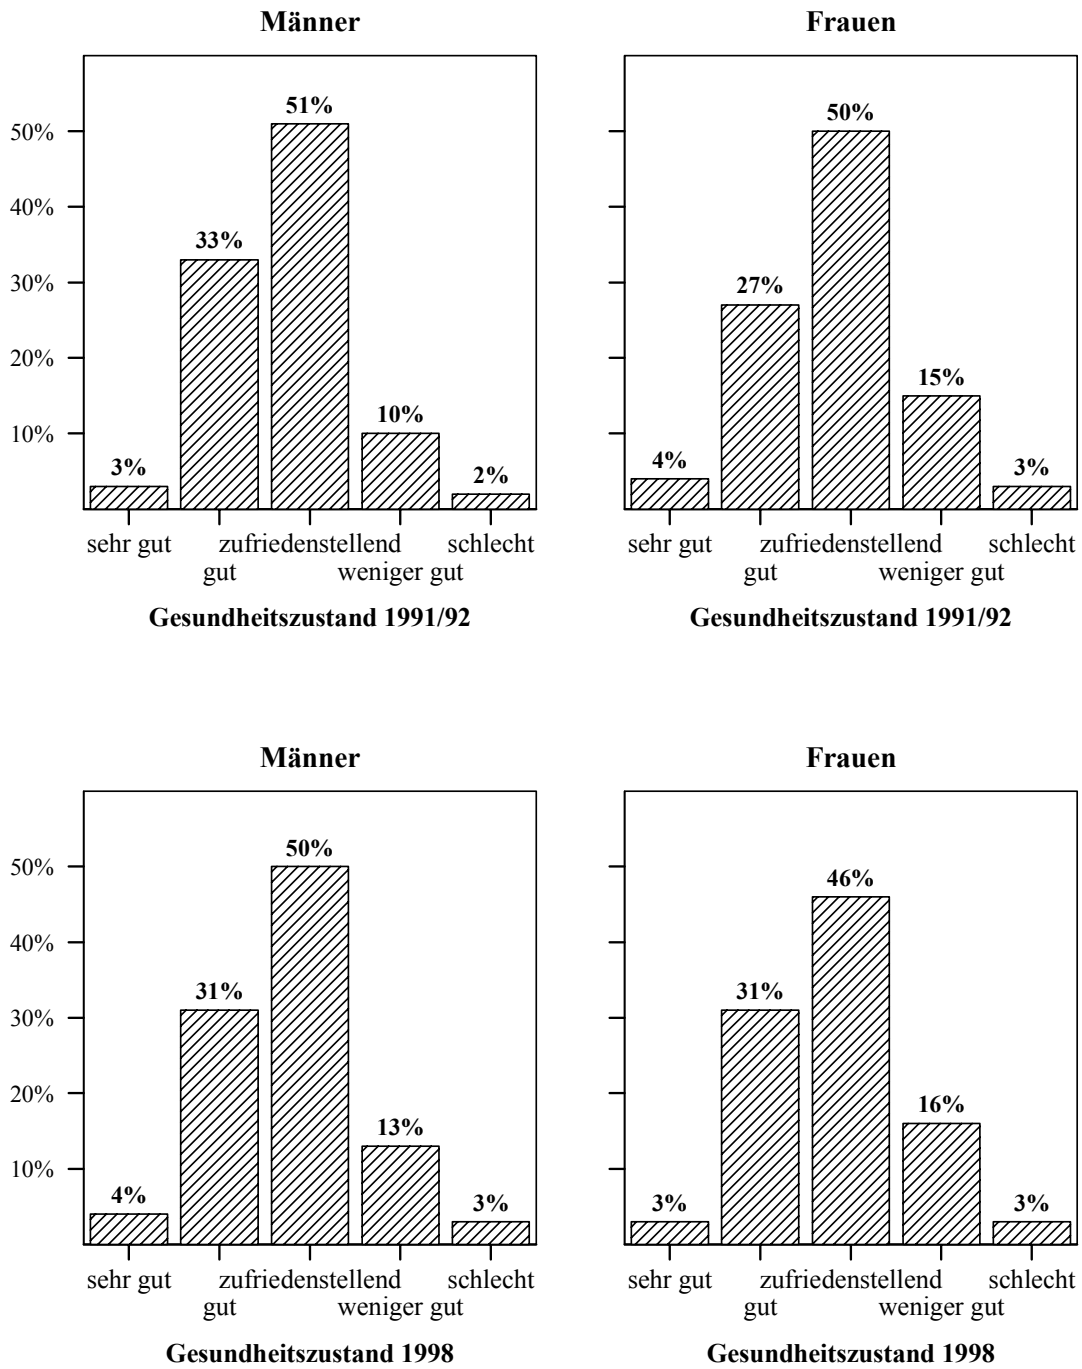 Männer
51%
50%
40%
33%
30%
20%
10%
10%
3%
2%
sehr gut
zufriedenstellend
schlecht
gut
weniger gut
Gesundheitszustand 1991/92
Frauen
50%
27%
15%
4%
3%
sehr gut
zufriedenstellend
schlecht
gut
weniger gut
Gesundheitszustand 1991/92
Männer
50%
50%
40%
31%
30%
20%
13%
10%
4%
3%
sehr gut
zufriedenstellend
schlecht
gut
weniger gut
Gesundheitszustand 1998
Frauen
46%
31%
16%
3%
3%
sehr gut
zufriedenstellend
schlecht
gut
weniger gut
Gesundheitszustand 1998